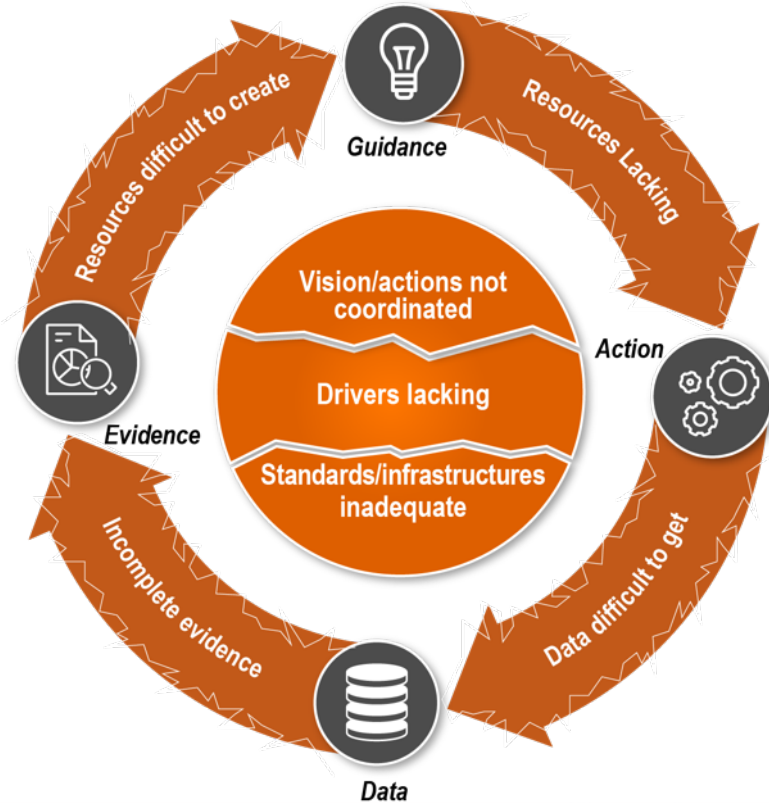 Guidance
Resources Lacking
Action
Data difficult to get
Data
Incomplete evidence
Evidence
Resources difficult to create
Vision/actions not
coordinated
Drivers lacking
Standards/infrastructures
inadequate